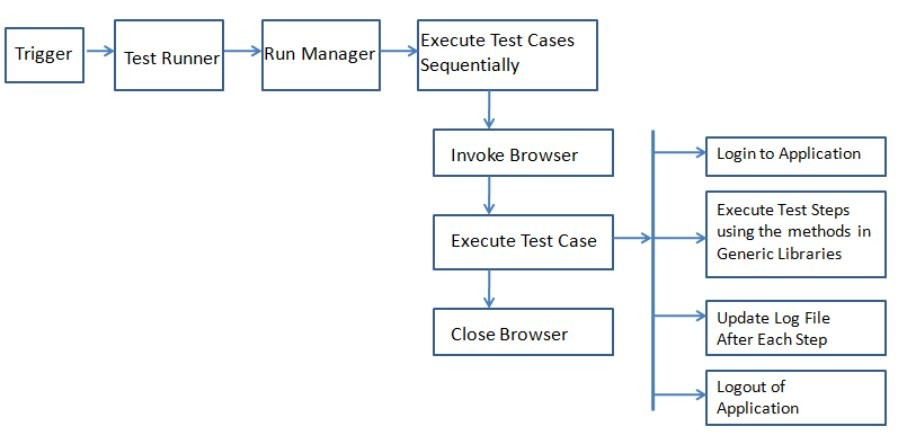 Trigger
Test Runner
Run Manager
Execute Test Cases
Sequentially
Invoke Browser
Execute Test Case
Close Browser
Login to Application
Execute Test Steps
using the methods in
Generic Libraries
Update Log File
After Each Step
Logout of
Application